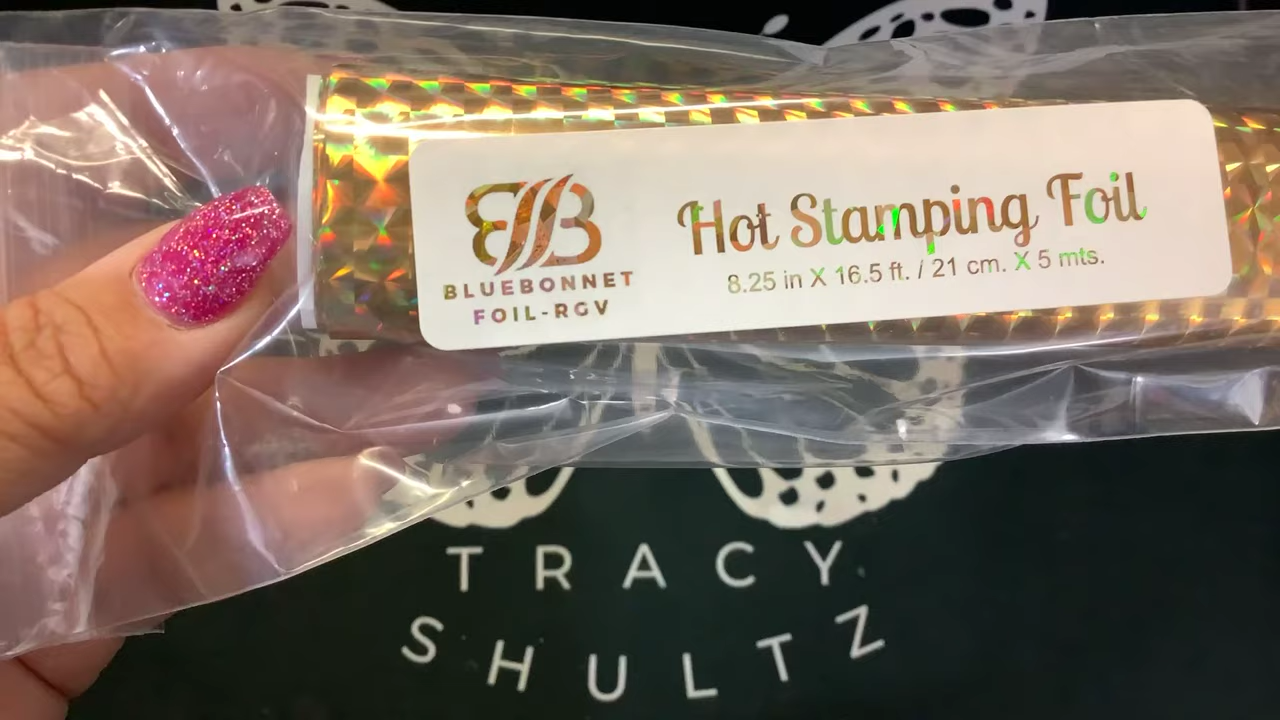 BB
BLUEBONNET
FOIL-RGV
Hot Stamping Foil
8.25 in X 16.5 ft. / 21 cm. X 5 mts.
TRACY
SHULTZ